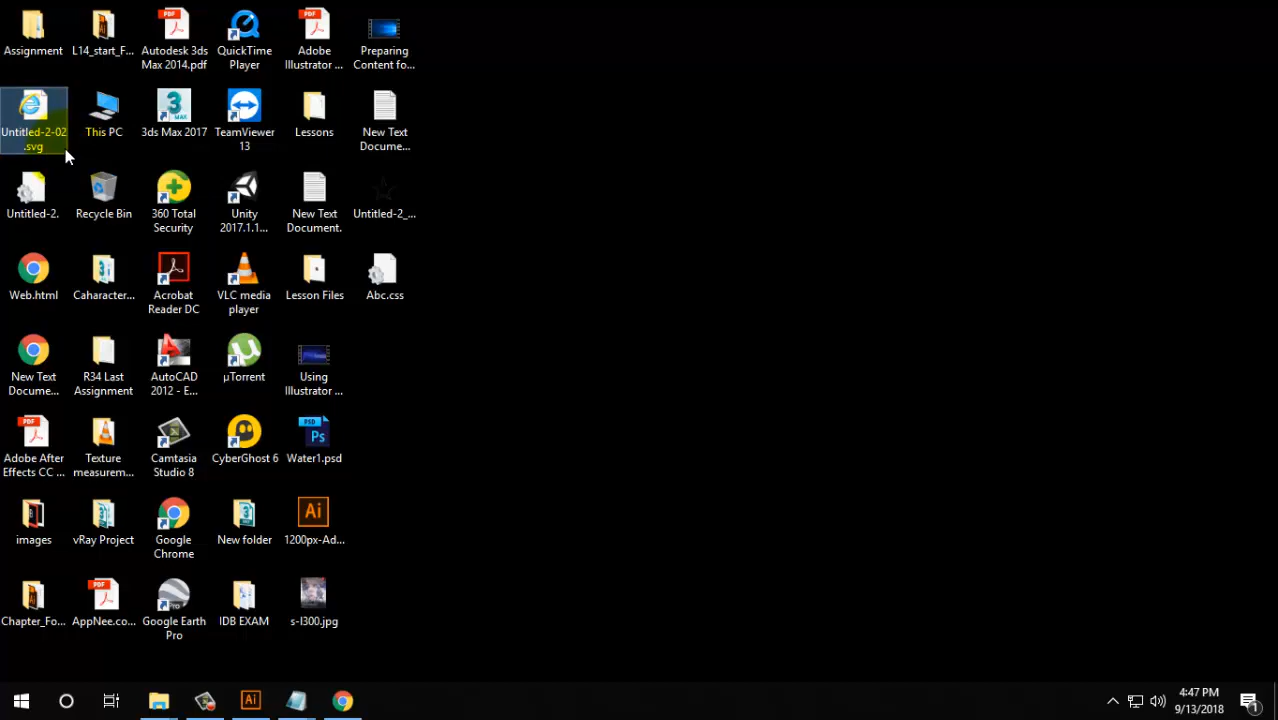 Assignment
L14_start_F...
Autodesk 3ds
Max 2014.pdf
QuickTime
Player
Adobe
Illustrator ...
Preparing
Content fo...
Untitled-2-02
.svg
This PC
3ds Max 2017
TeamViewer
13
Lessons
New Text
Docume...
Untitled-2.
Recycle Bin
360 Total
Security
Unity
2017.1.1...
New Text
Document.
Untitled-2_...
Web.html
Caharacter...
Acrobat
Reader DC
VLC media
player
Lesson Files
Abc.css
New Text
Docume...
R34 Last
Assignment
AutoCAD
2012 - E...
µTorrent
Using
Illustrator ...
Adobe After
Effects CC ...
Texture
measurem...
Camtasia
Studio 8
CyberGhost 6
Water1.psd
images
vRay Project
Google
Chrome
New folder
1200px-Ad...
Chapter_Fo...
AppNee.co...
Google Earth
Pro
IDB EXAM
s-l300.jpg
4:47 PM
9/13/2018